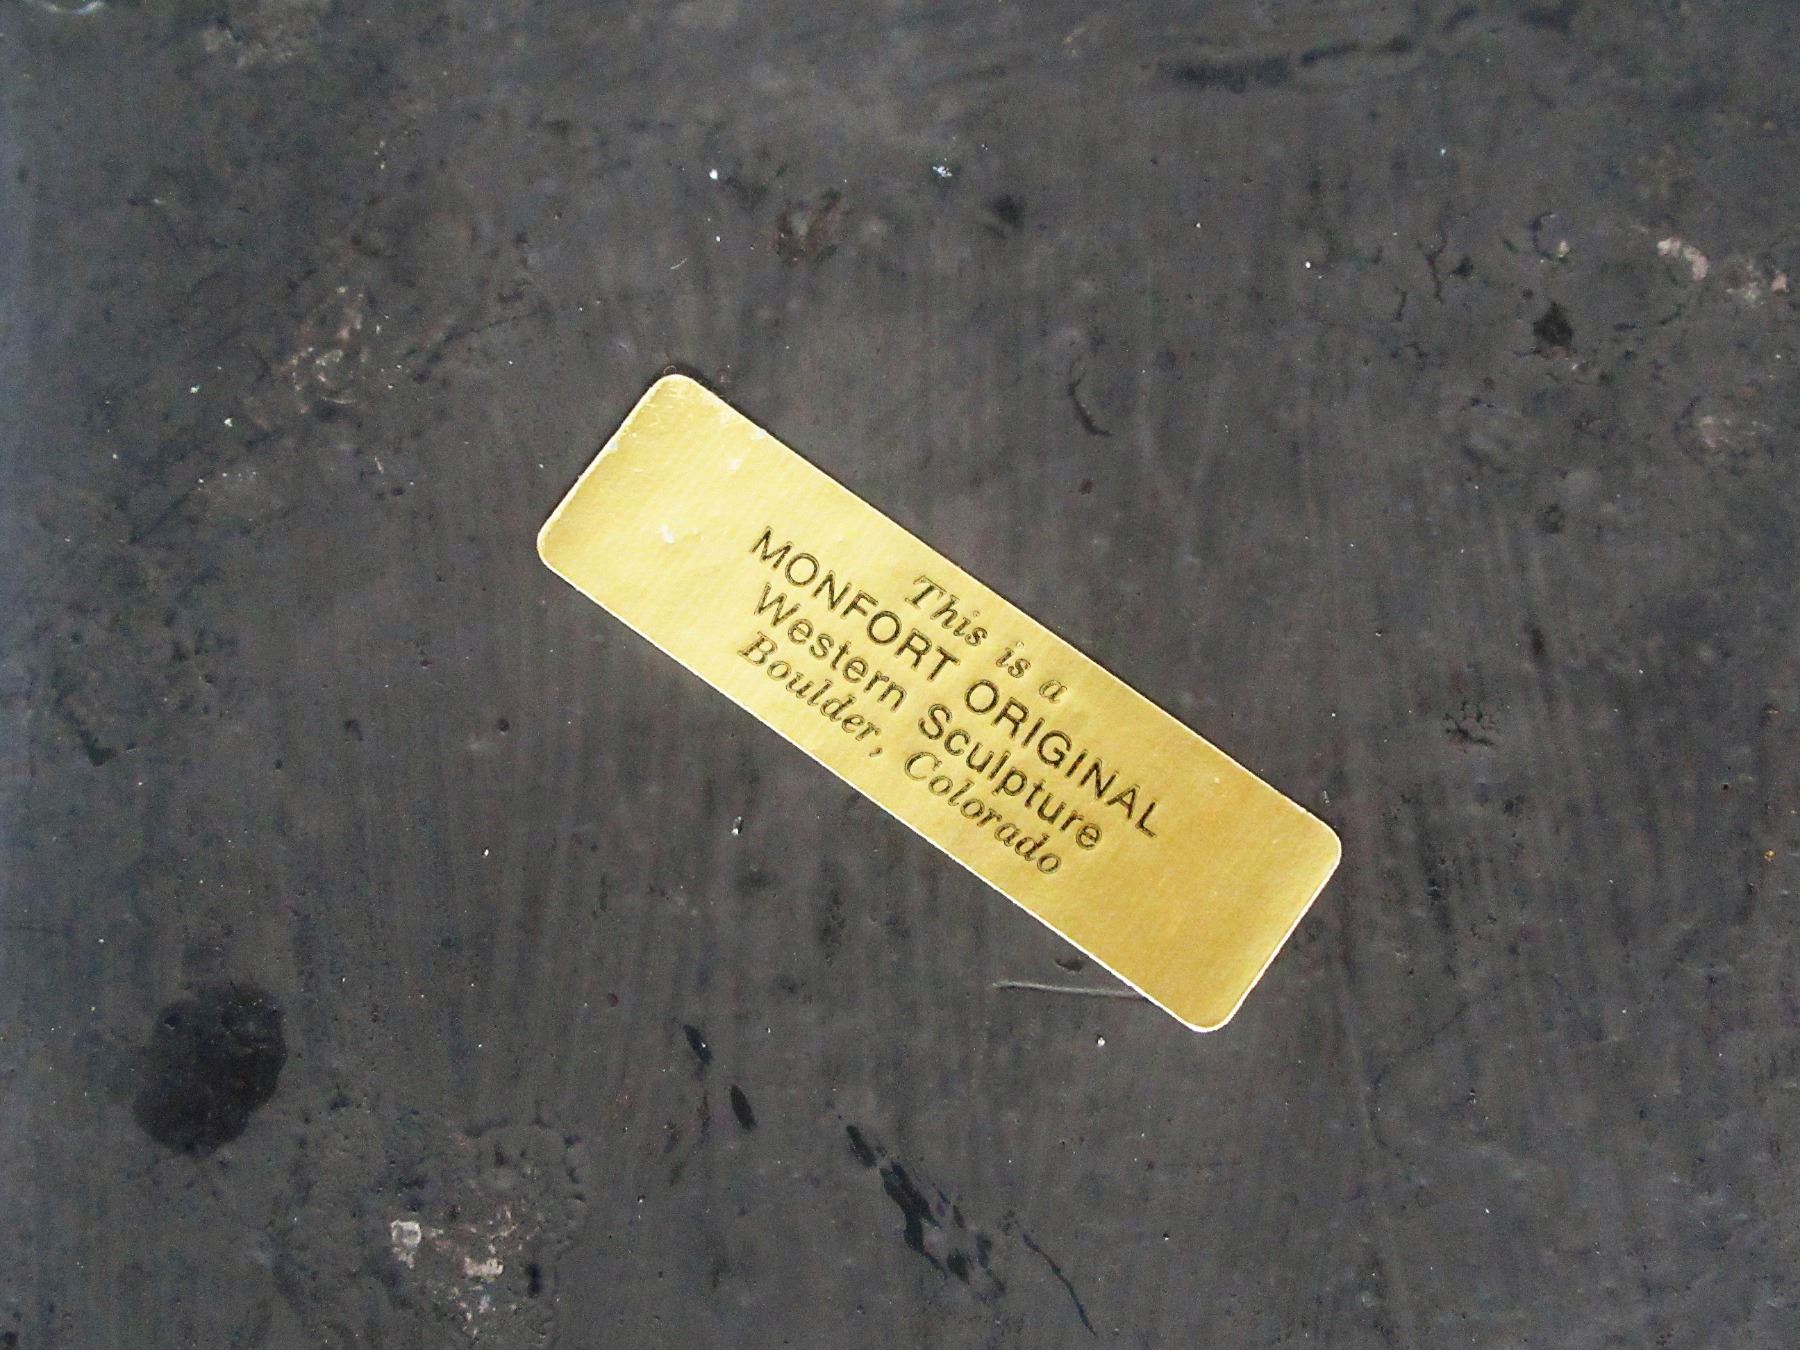 This is a
MONFORT ORIGINAL
Western Sculpture
Boulder, Colorado